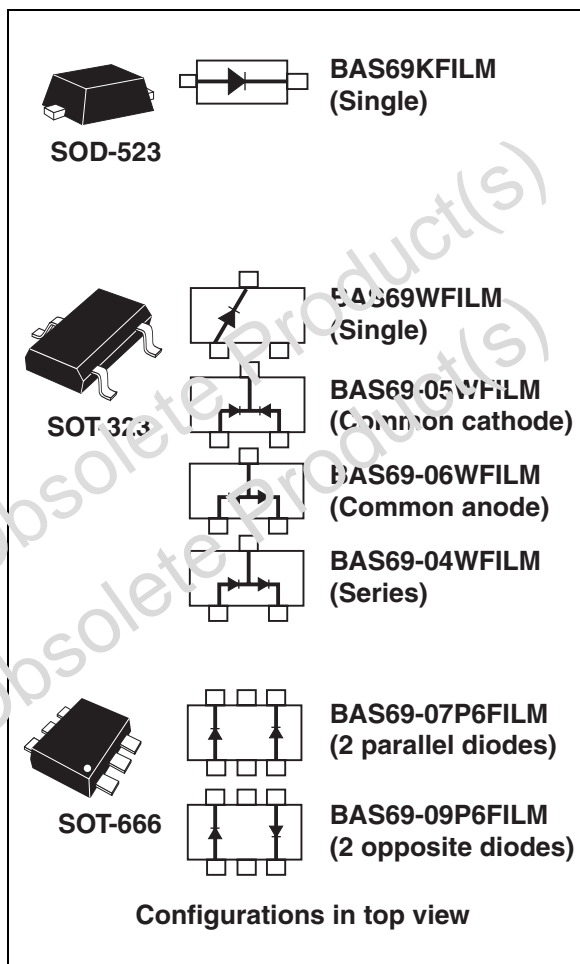 BAS69KFILM
(Single)
SOD-523
BAS69WFILM
(Single)
SOT-323
BAS69-05WFILM
(Common cathode)
BAS69-06WFILM
(Common anode)
BAS69-04WFILM
(Series)
BAS69-07P6FILM
(2 parallel diodes)
SOT-666
BAS69-09P6FILM
(2 opposite diodes)
Configurations in top view
Obsolete Product(s)
Obsolete Product(s)